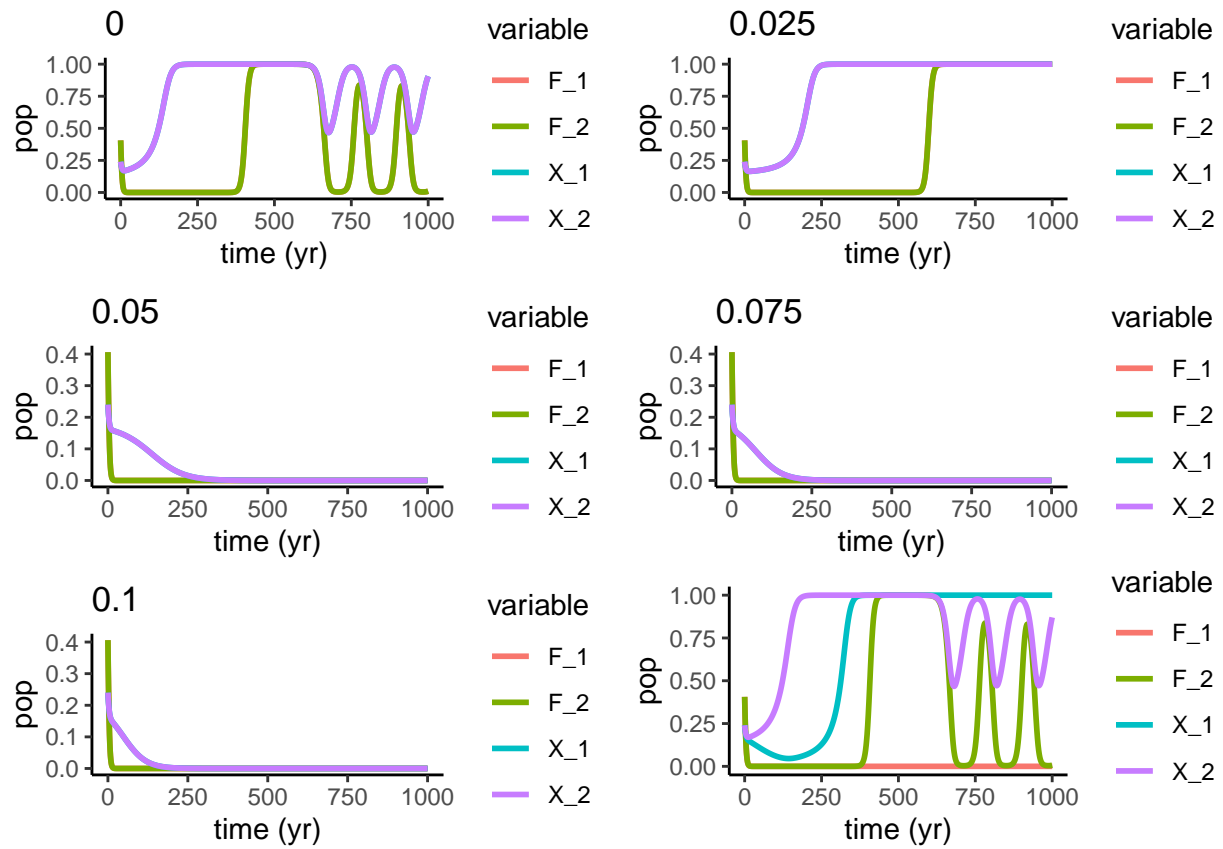 0
variable
1.00
0.75
0.50
0.25
0.00
pop
0 250 500 750 1000
time (yr)
F_1
F_2
X_1
X_2
0.025
variable
1.00
0.75
0.50
0.25
0.00
pop
0 250 500 750 1000
time (yr)
F_1
F_2
X_1
X_2
0.05
variable
0.4
0.3
0.2
0.1
0.0
pop
0 250 500 750 1000
time (yr)
F_1
F_2
X_1
X_2
0.075
variable
0.4
0.3
0.2
0.1
0.0
pop
0 250 500 750 1000
time (yr)
F_1
F_2
X_1
X_2
0.1
variable
0.4
0.3
0.2
0.1
0.0
pop
0 250 500 750 1000
time (yr)
F_1
F_2
X_1
X_2
variable
1.00
0.75
0.50
0.25
0.00
pop
0 250 500 750 1000
time (yr)
F_1
F_2
X_1
X_2